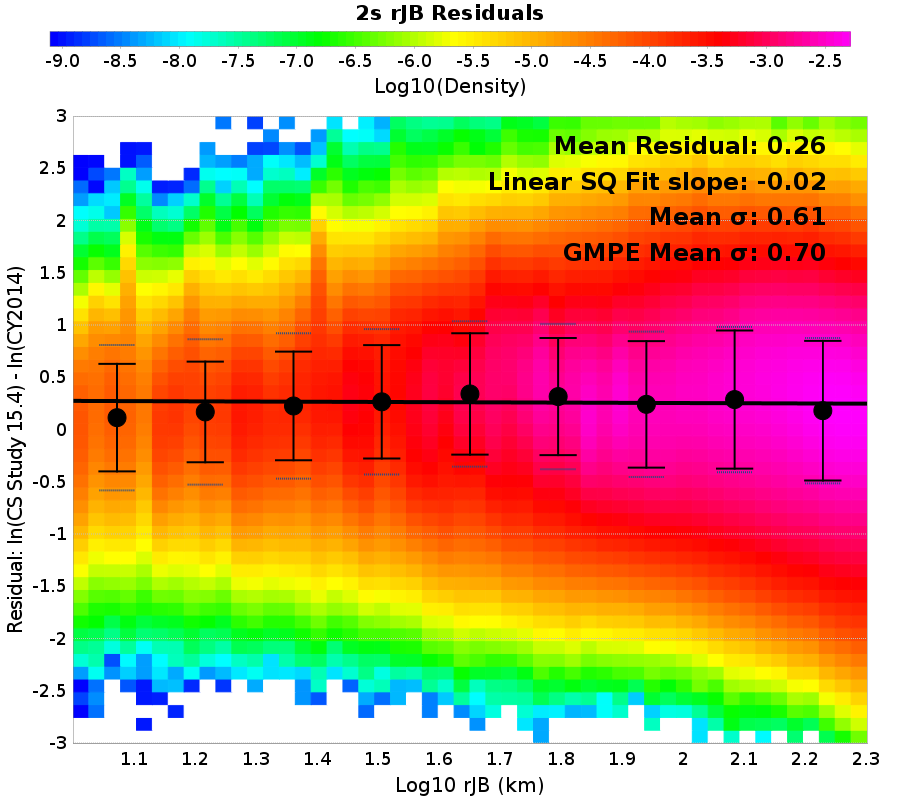 2s rJB Residuals
-9.0 -8.5 -8.0 -7.5 -7.0 -6.5 -6.0 -5.5 -5.0 -4.5 -4.0 -3.5 -3.0 -2.5
Log10(Density)
Mean Residual: 0.26
Linear SQ Fit slope: -0.02
Mean σ: 0.61
GMPE Mean σ: 0.70
Residual: ln(CS Study 15.4) - ln(CY2014)
3
2.5
2
1.5
1
0.5
0
-0.5
-1
-1.5
-2
-2.5
-3
1.1 1.2 1.3 1.4 1.5 1.6 1.7 1.8 1.9 2 2.1 2.2 2.3
Log10 rJB (km)